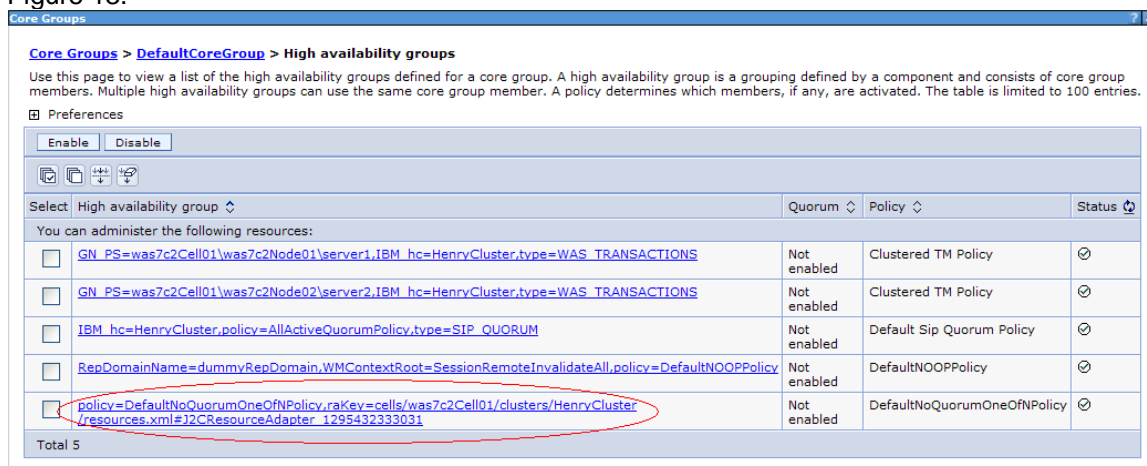 Figure 18.
Core Groups ?
Core Groups > DefaultCoreGroup > High availability groups
Use this page to view a list of the high availability groups defined for a core group. A high availability group is a grouping defined by a component and consists of core group
members. Multiple high availability groups can use the same core group member. A policy determines which members, if any, are activated. The table is limited to 100 entries.
Preferences
Enable Disable
Select High availability group Quorum Policy Status
You can administer the following resources:
GN_PS=was7c2Cell01\was7c2Node01\server1,IBM_hc=HenryCluster,type=WAS_TRANSACTIONS Not enabled Clustered TM Policy
GN_PS=was7c2Cell01\was7c2Node02\server2,IBM_hc=HenryCluster,type=WAS_TRANSACTIONS Not enabled Clustered TM Policy
IBM_hc=HenryCluster,policy=AllActiveQuorumPolicy,type=SIP_QUORUM Not enabled Default Sip Quorum Policy
RepDomainName=dummyRepDomain,WMContextRoot=SessionRemoteInvalidateAll,policy=DefaultNOOPPolicy Not enabled DefaultNOOPPolicy
policy=DefaultNoQuorumOneOfNPolicy,raKey=cells/was7c2Cell01/clusters/HenryCluster
/resources.xml#J2CResourceAdapter_1295432333031 Not enabled DefaultNoQuorumOneOfNPolicy
Total 5